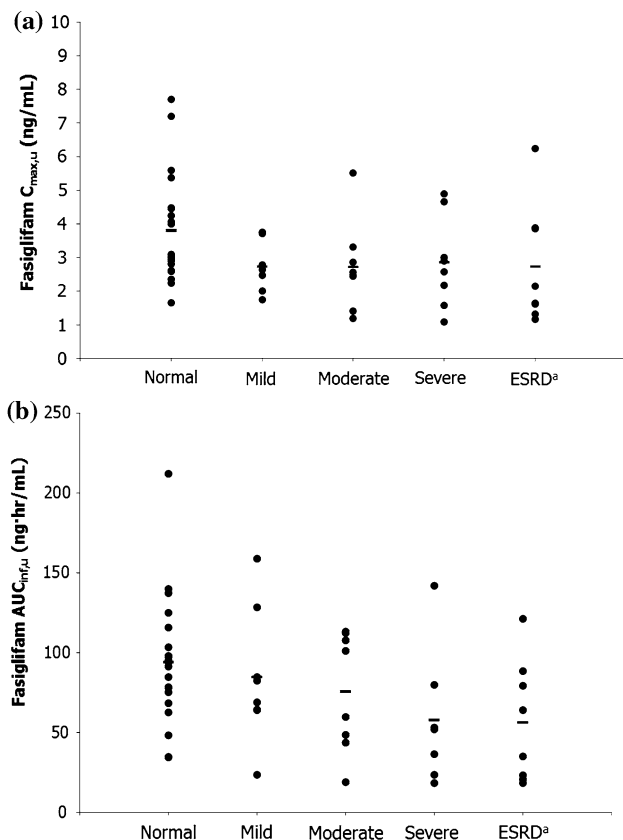 (a)
Fasiglifam Cmax,u (ng/mL)
10
9
8
7
6
5
4
3
2
1
0
Normal Mild Moderate Severe ESRDᵃ
(b)
Fasiglifam AUCinf,u (ng·hr/mL)
250
200
150
100
50
0
Normal Mild Moderate Severe ESRDᵃ